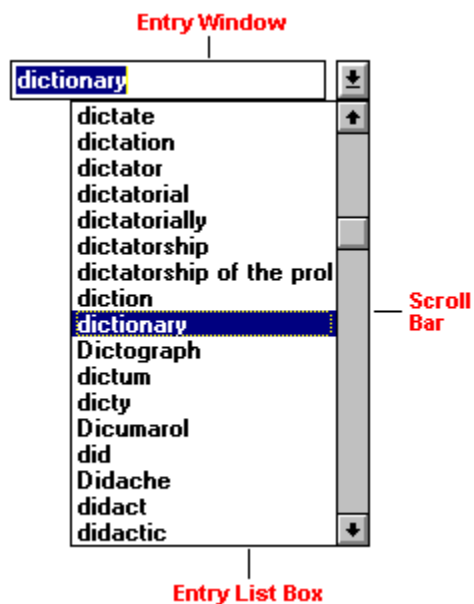 Entry Window
dictionary
dictate
dictation
dictator
dictatorial
dictatorially
dictatorship
dictatorship of the prol
diction
dictionary
Dictograph
dictum
dicty
Dicumarol
did
Didache
didact
didactic
Scroll
Bar
Entry List Box